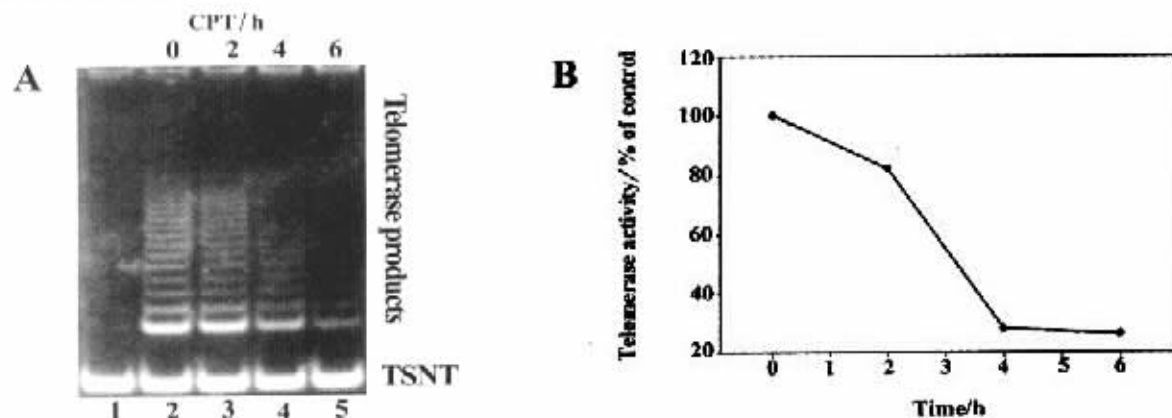 A
CPT/h
0 2 4 6
Telomerase products
TSNT
1 2 3 4 5
B
Telomerase activity/% of control
120
100
80
60
40
20
0 1 2 3 4 5 6
Time/h